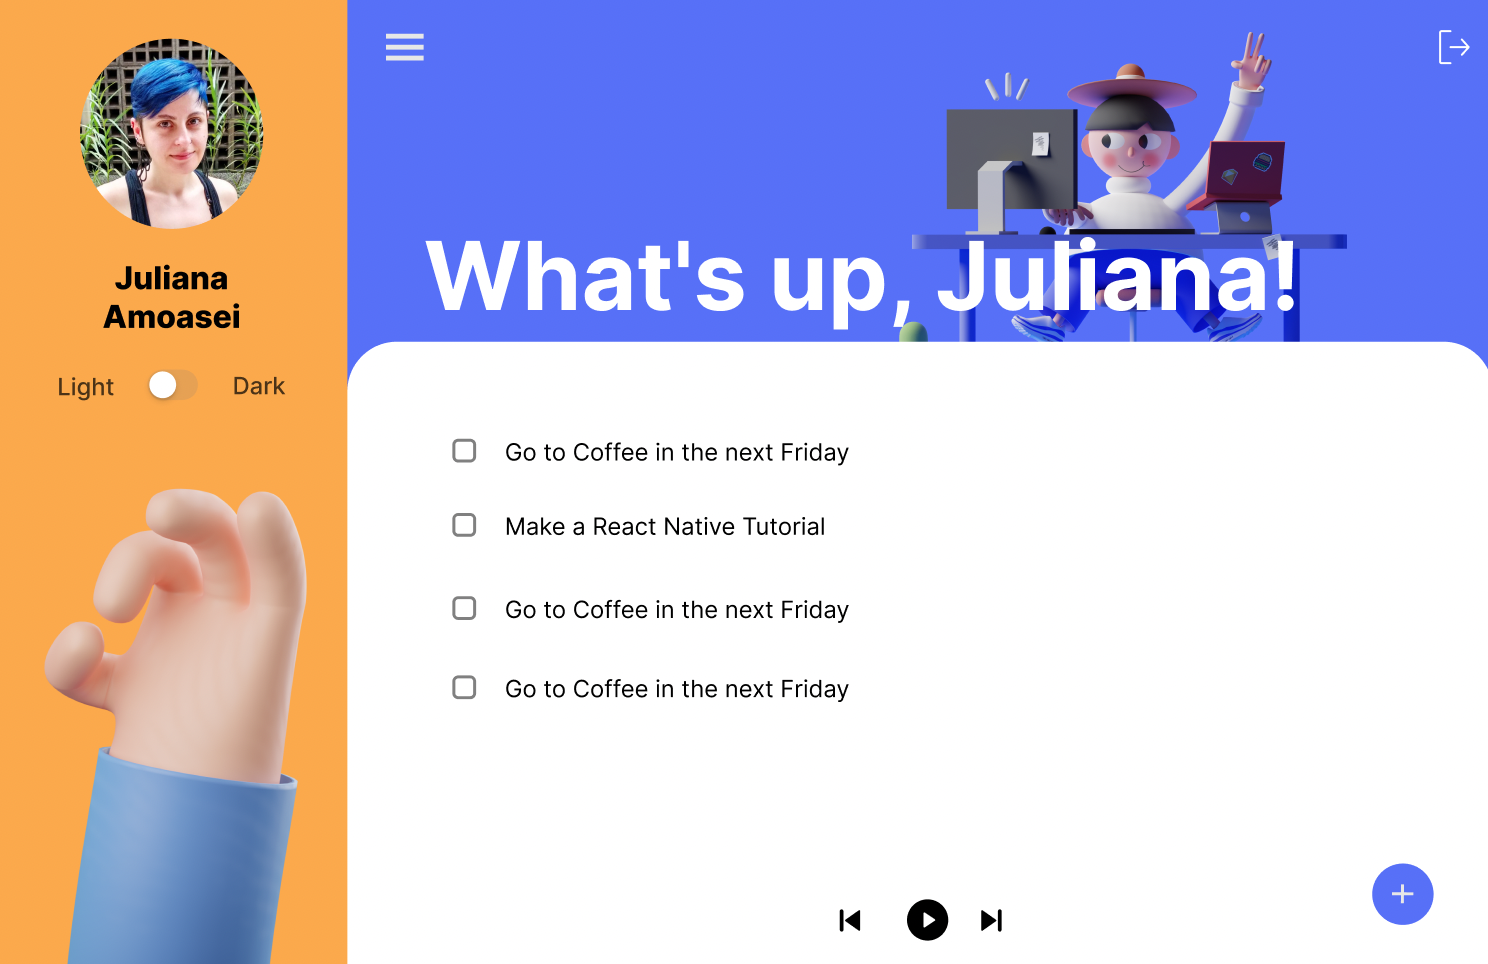 Juliana
Amoasei
Light
Dark
What's up, Juliana!
Go to Coffee in the next Friday
Make a React Native Tutorial
Go to Coffee in the next Friday
Go to Coffee in the next Friday